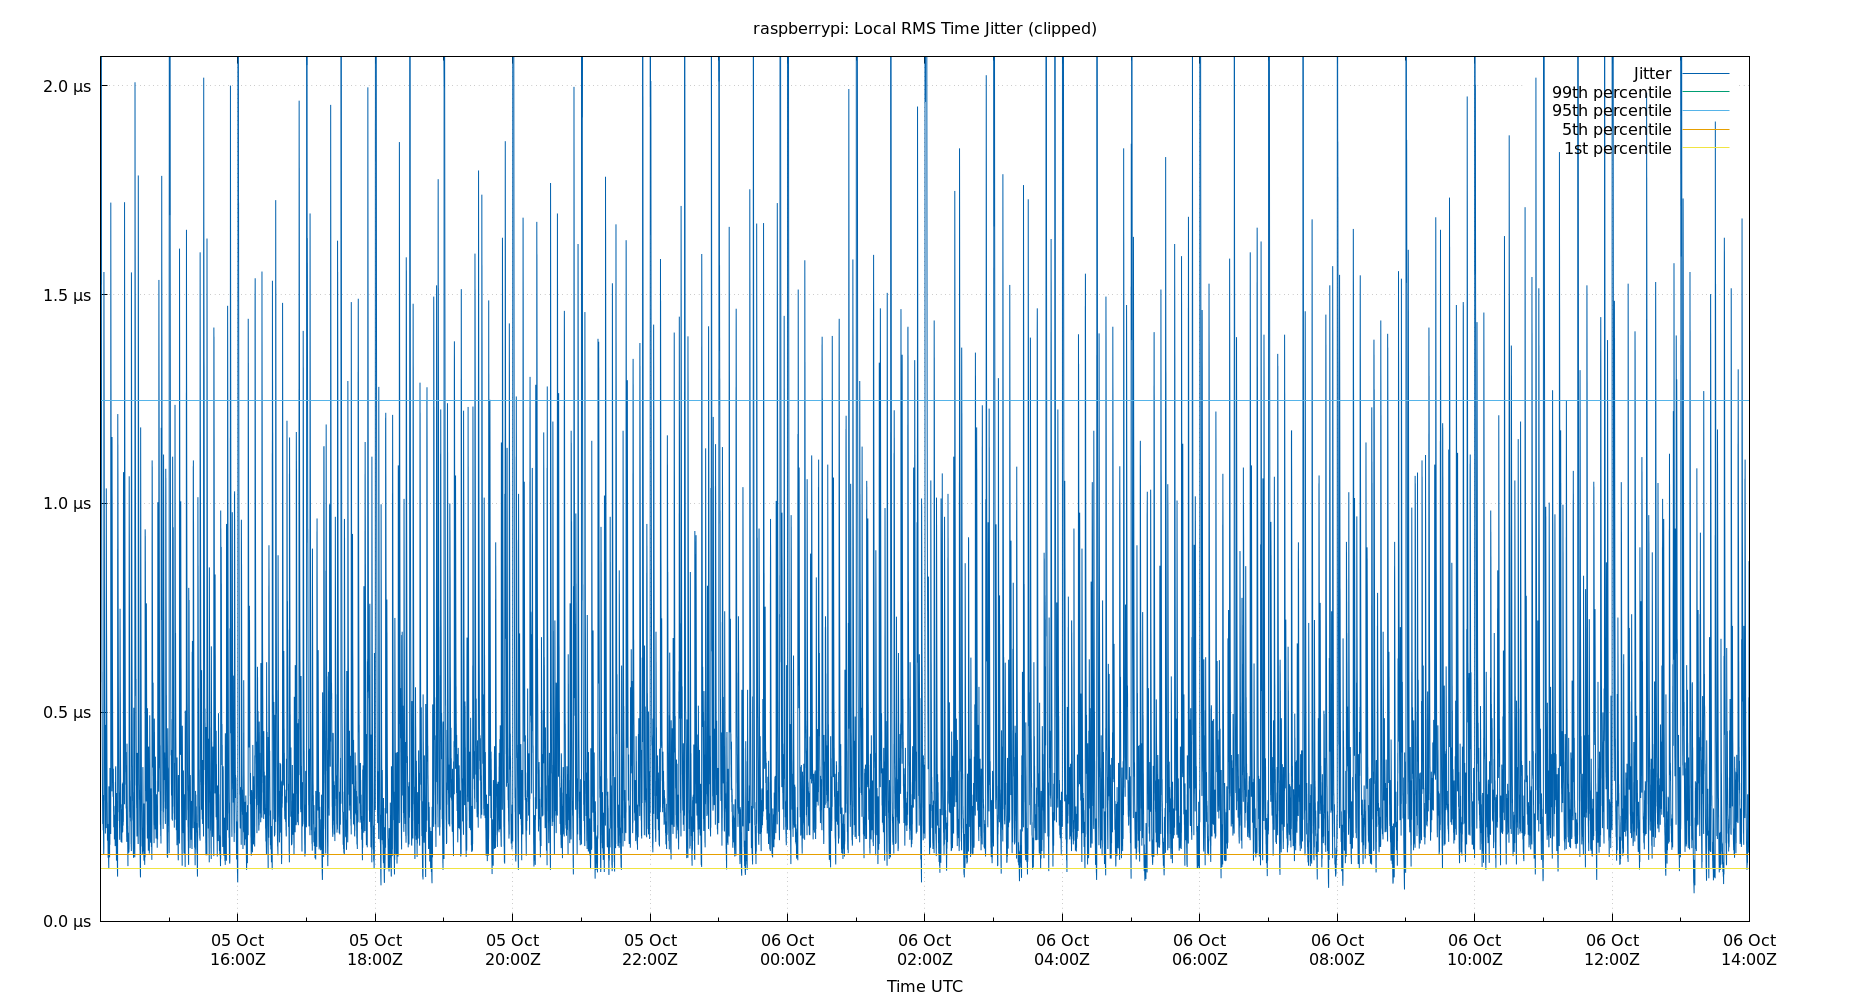 raspberrypi: Local RMS Time Jitter (clipped)
2.0 µs
1.5 µs
1.0 µs
0.5 µs
0.0 µs
Jitter
99th percentile
95th percentile
5th percentile
1st percentile
05 Oct 05 Oct 05 Oct 05 Oct 06 Oct 06 Oct 06 Oct 06 Oct 06 Oct 06 Oct 06 Oct 06 Oct
16:00Z 18:00Z 20:00Z 22:00Z 00:00Z 02:00Z 04:00Z 06:00Z 08:00Z 10:00Z 12:00Z 14:00Z
Time UTC